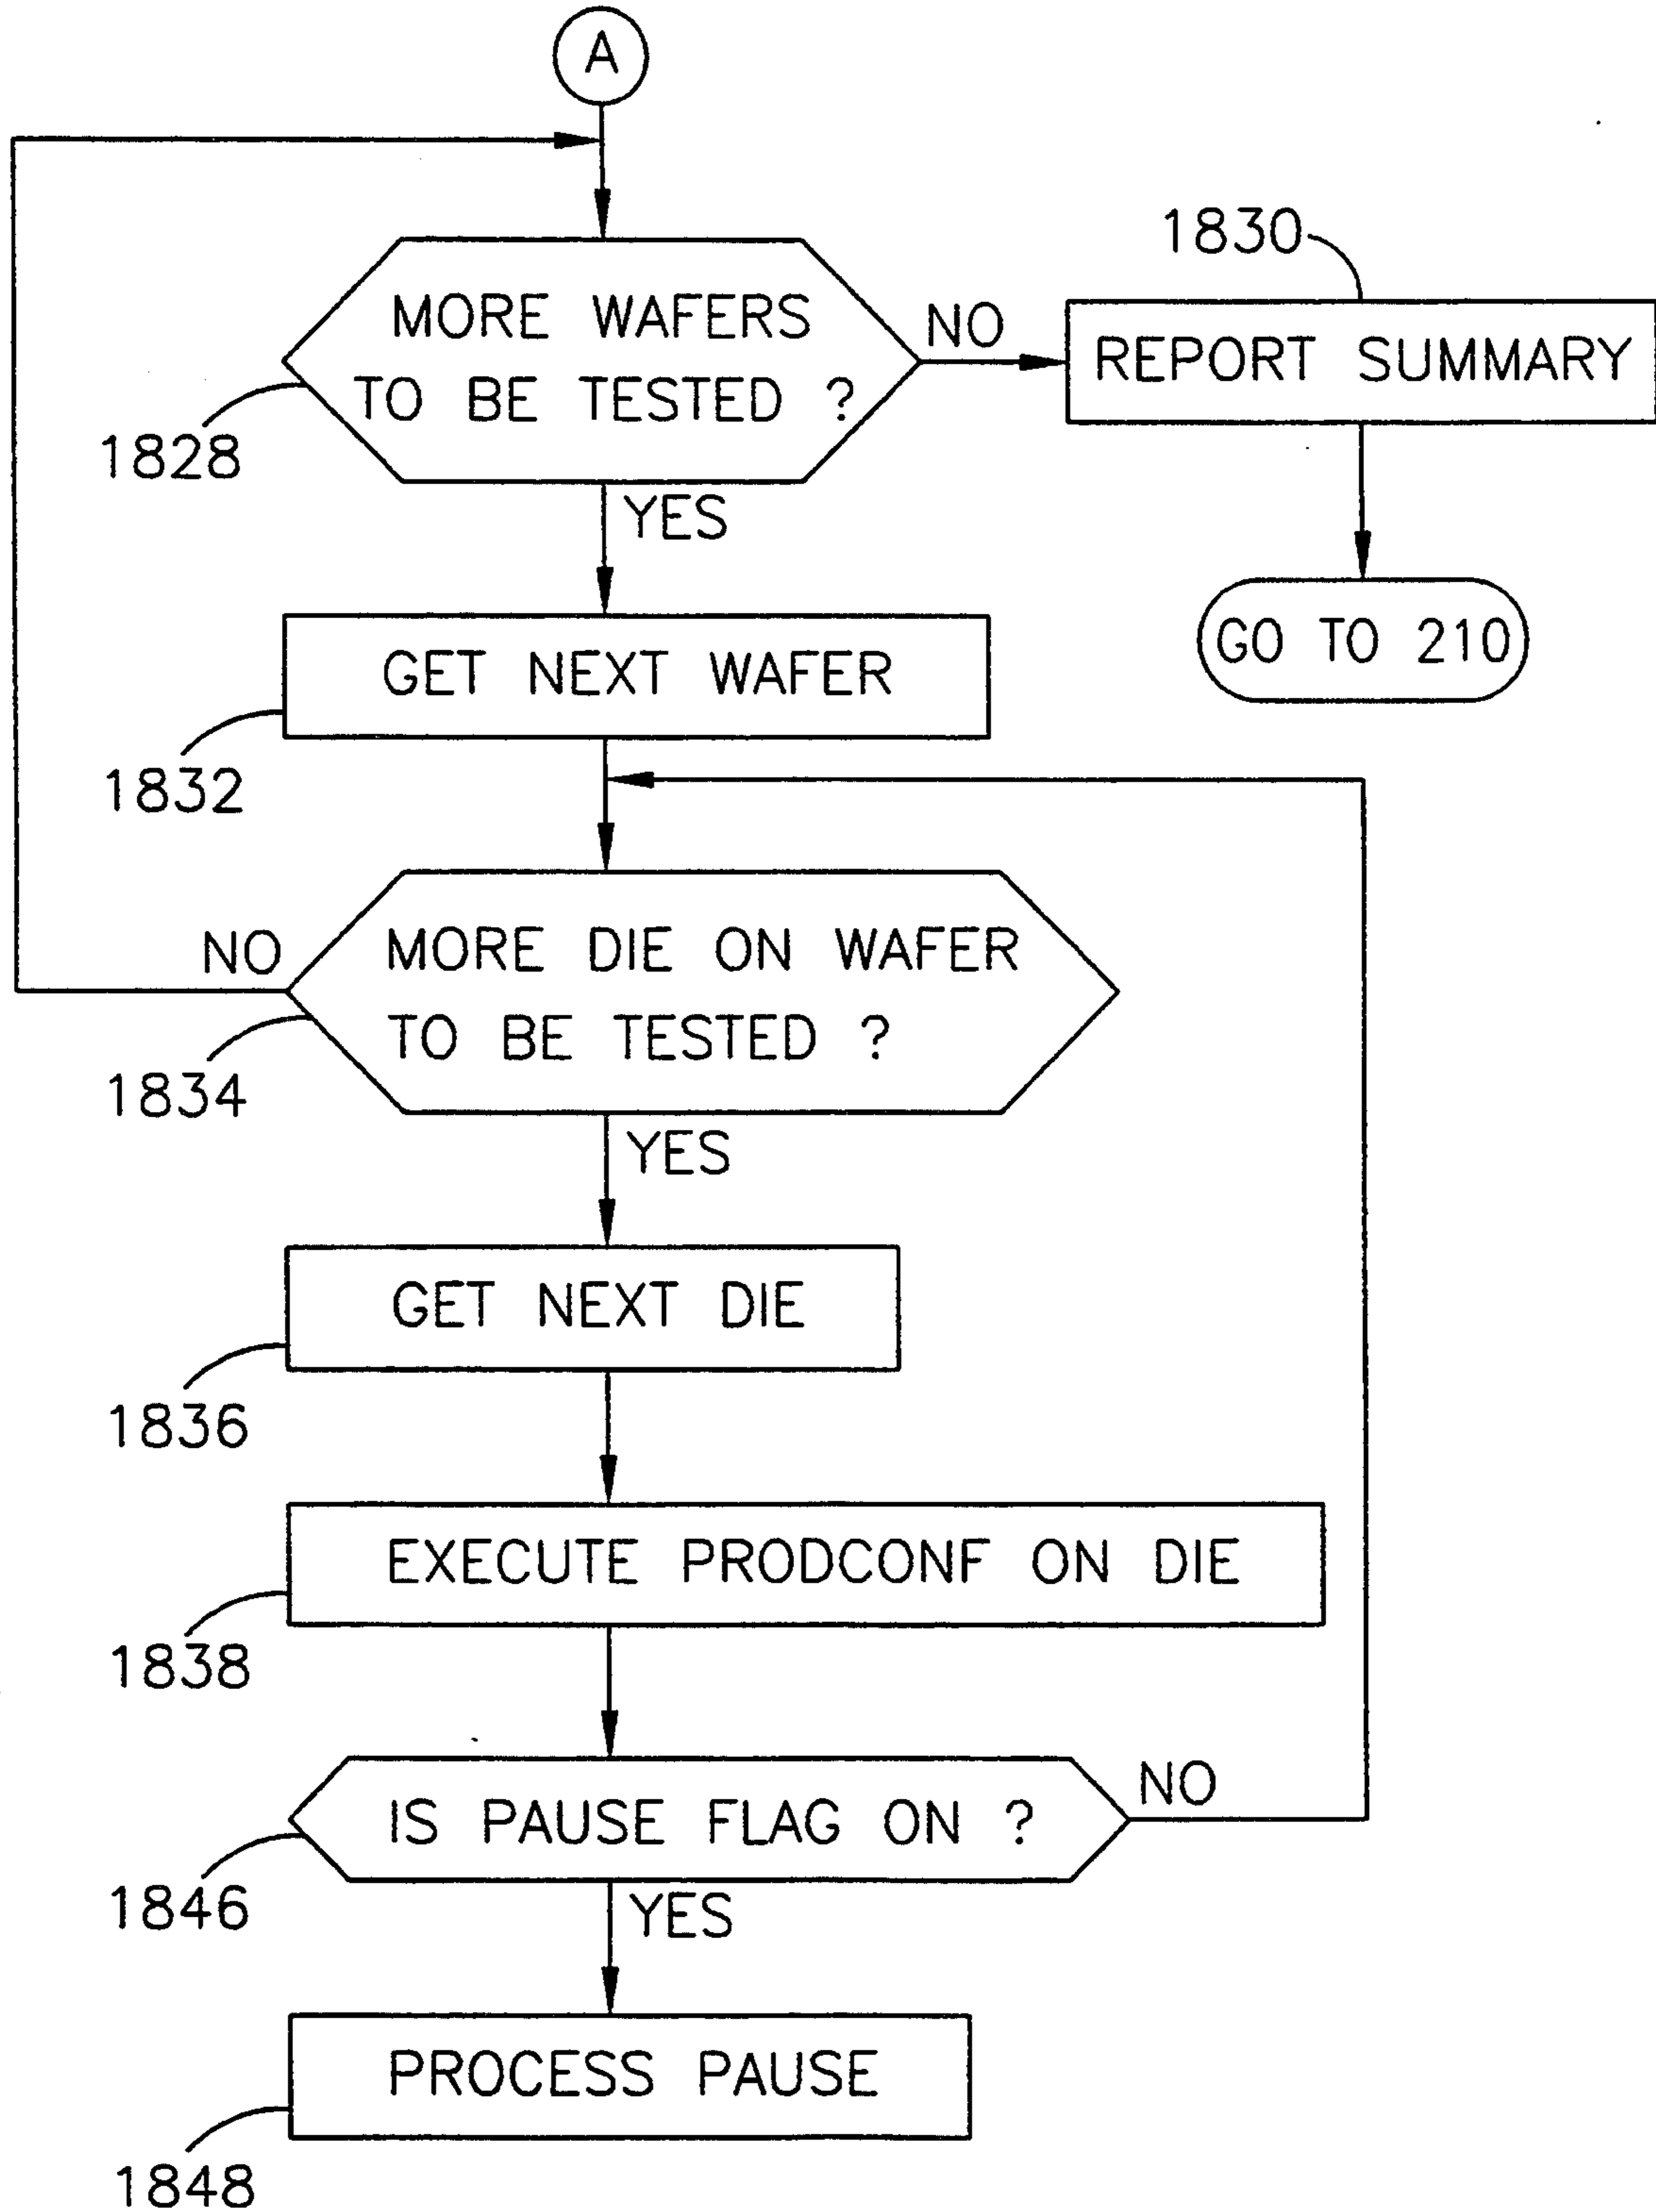 A
1830
MORE WAFERS
TO BE TESTED ?
NO
REPORT SUMMARY
1828
YES
GET NEXT WAFER
GO TO 210
1832
NO
MORE DIE ON WAFER
TO BE TESTED ?
1834
YES
GET NEXT DIE
1836
EXECUTE PRODCONF ON DIE
1838
IS PAUSE FLAG ON ?
NO
1846
YES
PROCESS PAUSE
1848